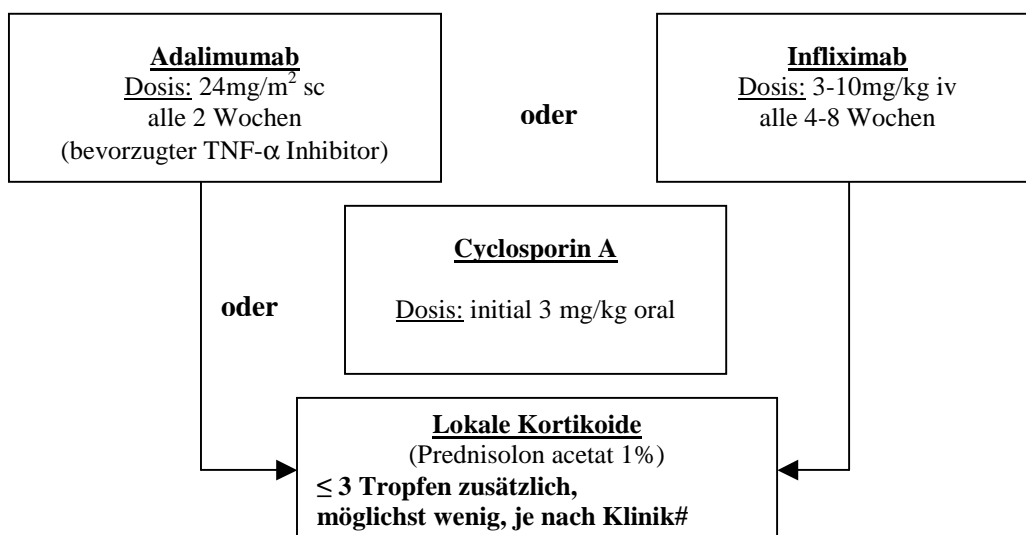 Adalimumab
Dosis: 24mg/m² sc
alle 2 Wochen
(bevorzugter TNF-α Inhibitor)
oder
Infliximab
Dosis: 3-10mg/kg iv
alle 4-8 Wochen
Cyclosporin A
oder
Dosis: initial 3 mg/kg oral
Lokale Kortikoide
(Prednisolon acetat 1%)
≤ 3 Tropfen zusätzlich,
möglichst wenig, je nach Klinik#